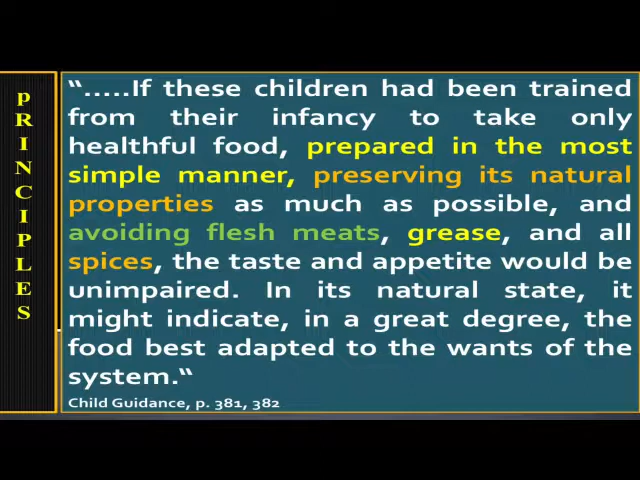 pRINCIPLES
“.....If these children had been trained
from their infancy to take only
healthful food, prepared in the most
simple manner, preserving its natural
properties as much as possible, and
avoiding flesh meats, grease, and all
spices, the taste and appetite would be
unimpaired. In its natural state, it
might indicate, in a great degree, the
food best adapted to the wants of the
system.“
Child Guidance, p. 381, 382